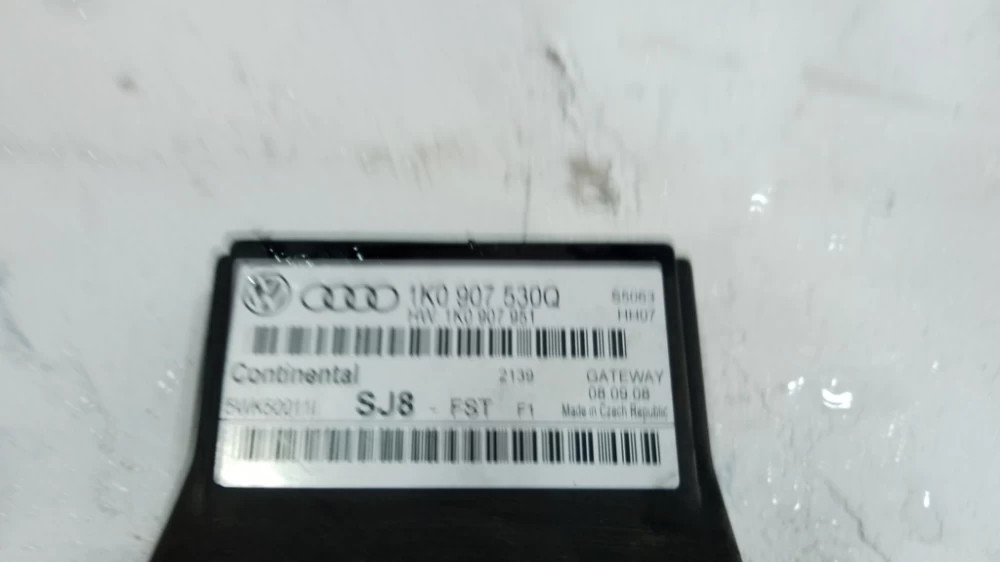 1K0 907 530Q 65063
HW 1K0 907 951 HH07
Continental 2139 GATEWAY
08 09 08
SJ8 - FST F1 Made in Czech Republic